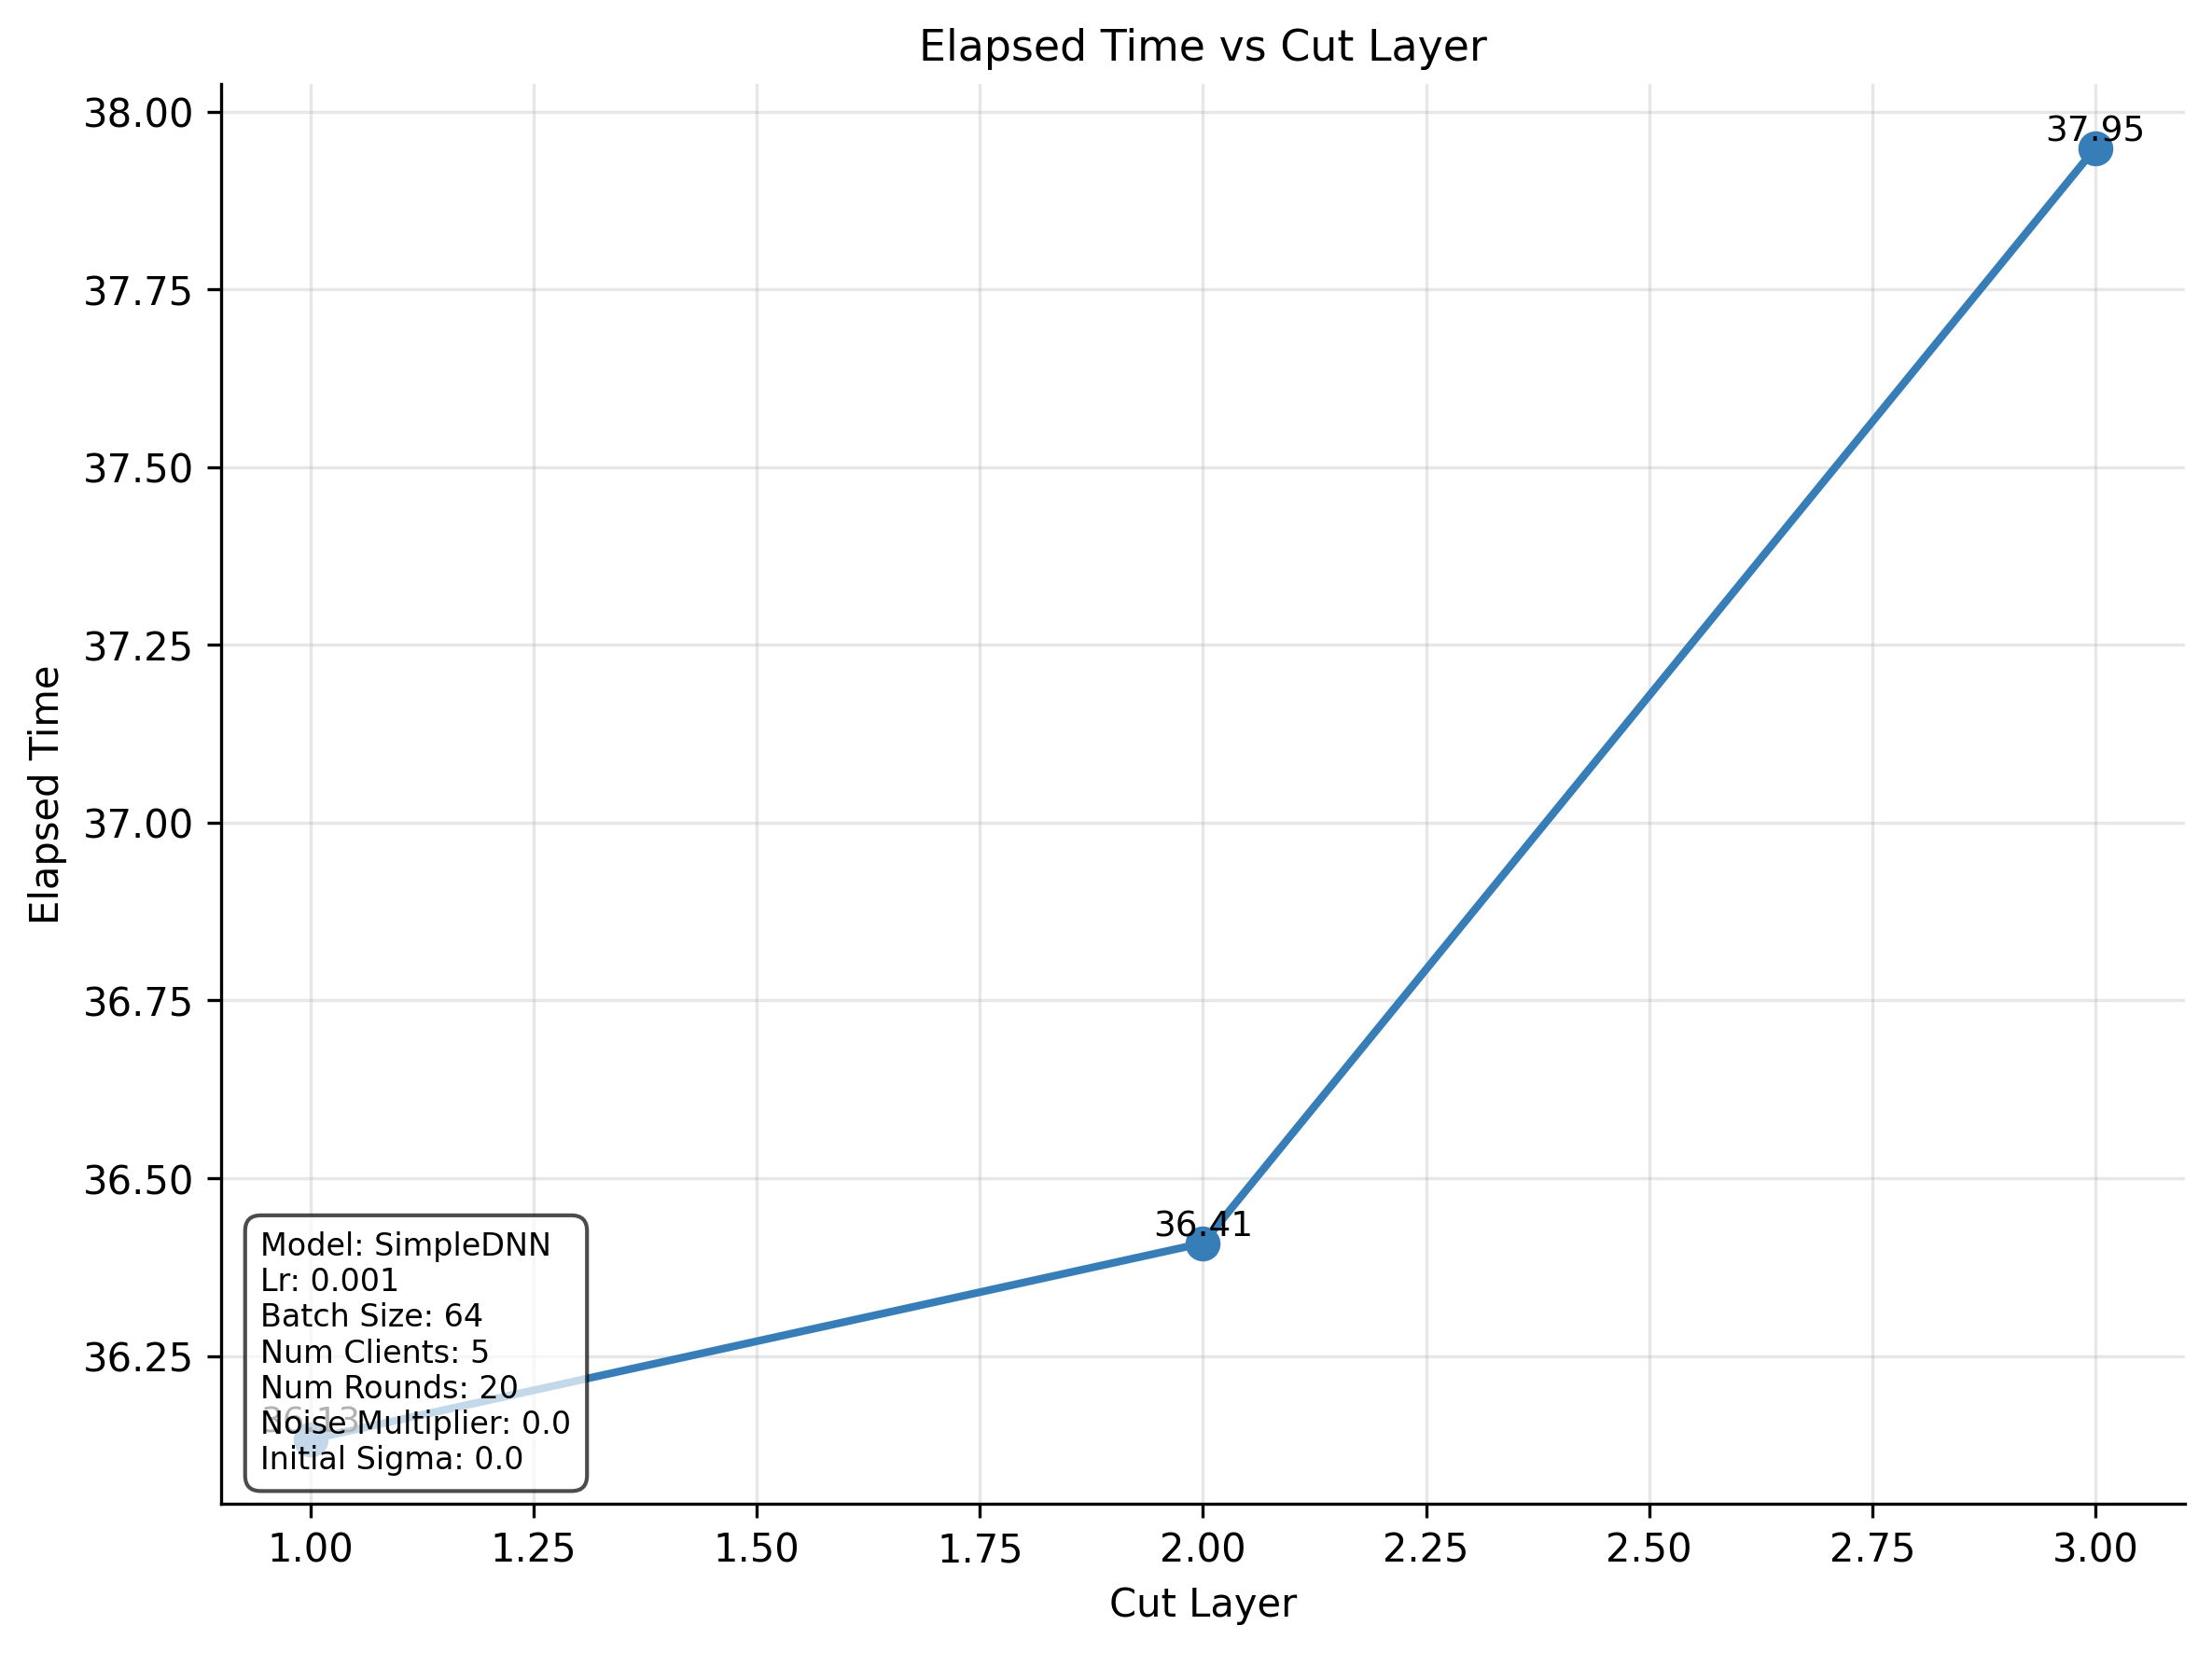 Elapsed Time vs Cut Layer
38.00
37.75
37.50
37.25
37.00
36.75
36.50
36.25
Elapsed Time
37.95
36.41
36.13
Model: SimpleDNN
Lr: 0.001
Batch Size: 64
Num Clients: 5
Num Rounds: 20
Noise Multiplier: 0.0
Initial Sigma: 0.0
1.00 1.25 1.50 1.75 2.00 2.25 2.50 2.75 3.00
Cut Layer